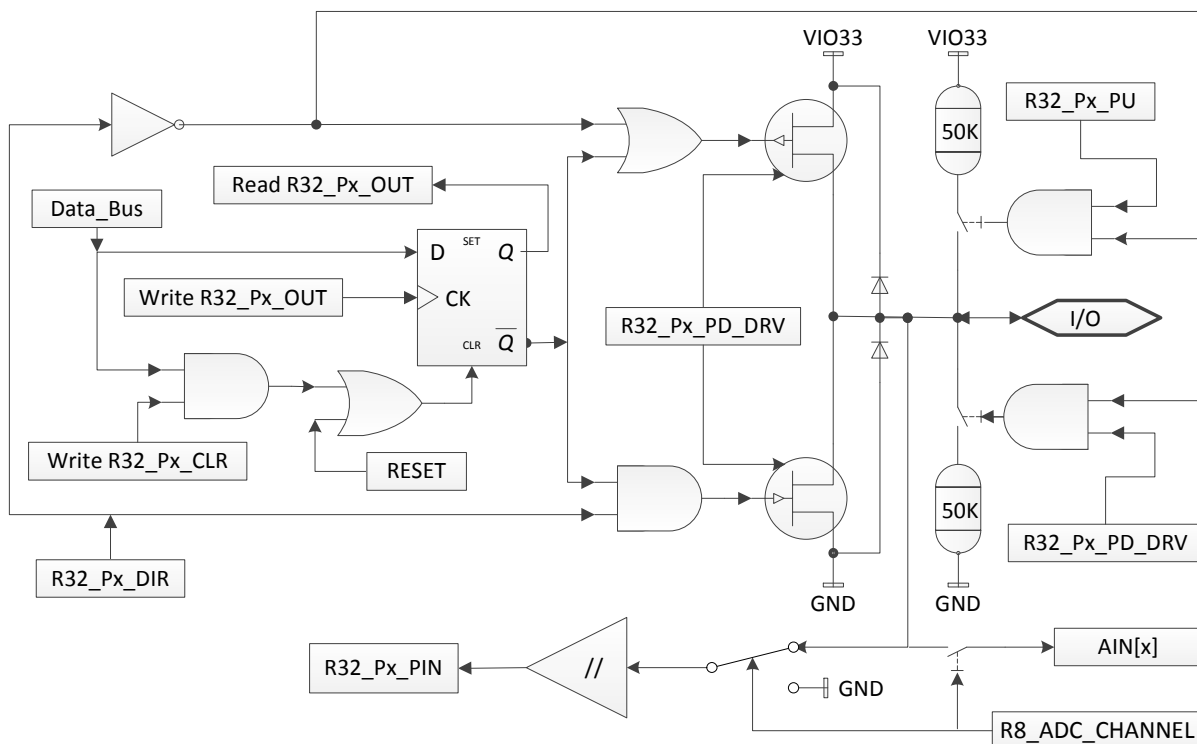 VIO33
VIO33
R32_Px_PU
50K
Read R32_Px_OUT
Data_Bus
D
SET
Q
Write R32_Px_OUT
CK
R32_Px_PD_DRV
I/O
CLR
Q
Write R32_Px_CLR
RESET
50K
R32_Px_PD_DRV
R32_Px_DIR
GND
GND
R32_Px_PIN
//
AIN[x]
GND
R8_ADC_CHANNEL